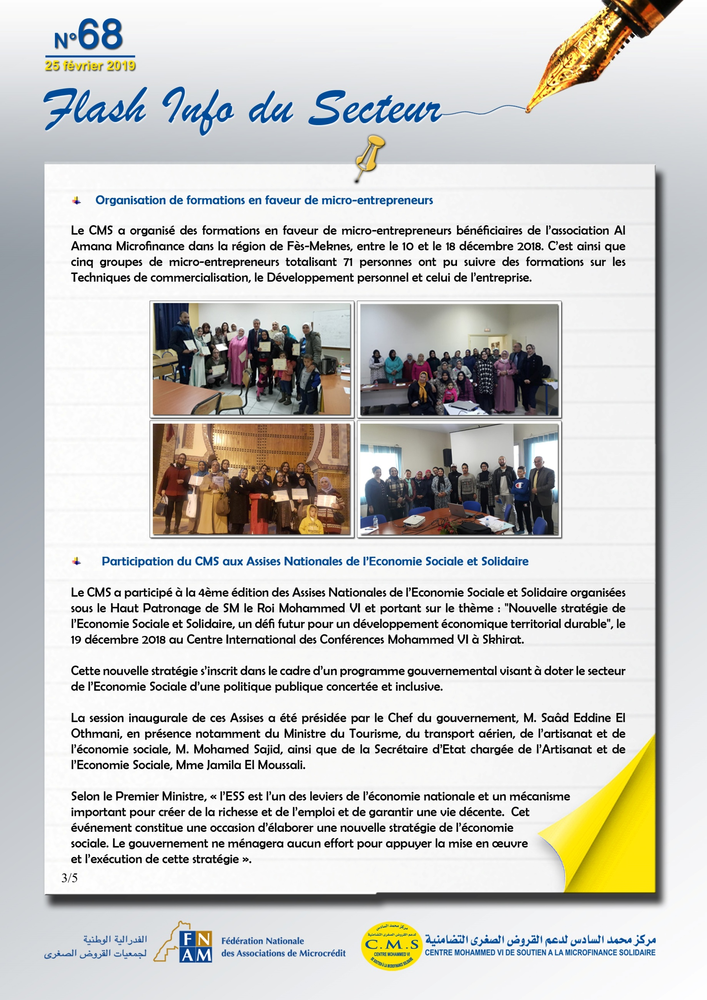 N°68
25 février 2019
Flash Info du Secteur
Organisation de formations en faveur de micro-entrepreneurs
Le CMS a organisé des formations en faveur de micro-entrepreneurs bénéficiaires de l'association Al
Amana Microfinance dans la région de Fès-Meknes, entre le 10 et le 18 décembre 2018. C'est ainsi que
cinq groupes de micro-entrepreneurs totalisant 71 personnes ont pu suivre des formations sur les
Techniques de commercialisation, le Développement personnel et celui de l'entreprise.
Participation du CMS aux Assises Nationales de l'Economie Sociale et Solidaire
Le CMS a participé à la 4ème édition des Assises Nationales de l'Economie Sociale et Solidaire organisées
sous le Haut Patronage de SM le Roi Mohammed VI et portant sur le thème : "Nouvelle stratégie de
l'Economie Sociale et Solidaire, un défi futur pour un développement économique territorial durable", le
19 décembre 2018 au Centre International des Conférences Mohammed VI à Skhirat.
Cette nouvelle stratégie s'inscrit dans le cadre d'un programme gouvernemental visant à doter le secteur
de l'Economie Sociale d'une politique publique concertée et inclusive.
La session inaugurale de ces Assises a été présidée par le Chef du gouvernement, M. Saâd Eddine El
Othmani, en présence notamment du Ministre du Tourisme, du transport aérien, de l'artisanat et de
l'économie sociale, M. Mohamed Sajid, ainsi que de la Secrétaire d'Etat chargée de l'Artisanat et de
l'Economie Sociale, Mme Jamila El Moussali.
Selon le Premier Ministre, « l'ESS est l'un des leviers de l'économie nationale et un mécanisme
important pour créer de la richesse et de l'emploi et de garantir une vie décente. Cet
événement constitue une occasion d'élaborer une nouvelle stratégie de l'économie
sociale. Le gouvernement ne ménagera aucun effort pour appuyer la mise en œuvre
et l'exécution de cette stratégie ».
3/5
الفدرالية الوطنية
لجمعيات القروض الصغرى
FN
AM
Fédération Nationale
des Associations de Microcrédit
مركز محمد السادس
لدعم القروض الصغرى التضامنية
C.M.S
CENTRE MOHAMMED VI
DE SOUTIEN À LA MICROFINANCE SOLIDAIRE
مركز محمد السادس لدعم القروض الصغرى التضامنية
CENTRE MOHAMMED VI DE SOUTIEN A LA MICROFINANCE SOLIDAIRE